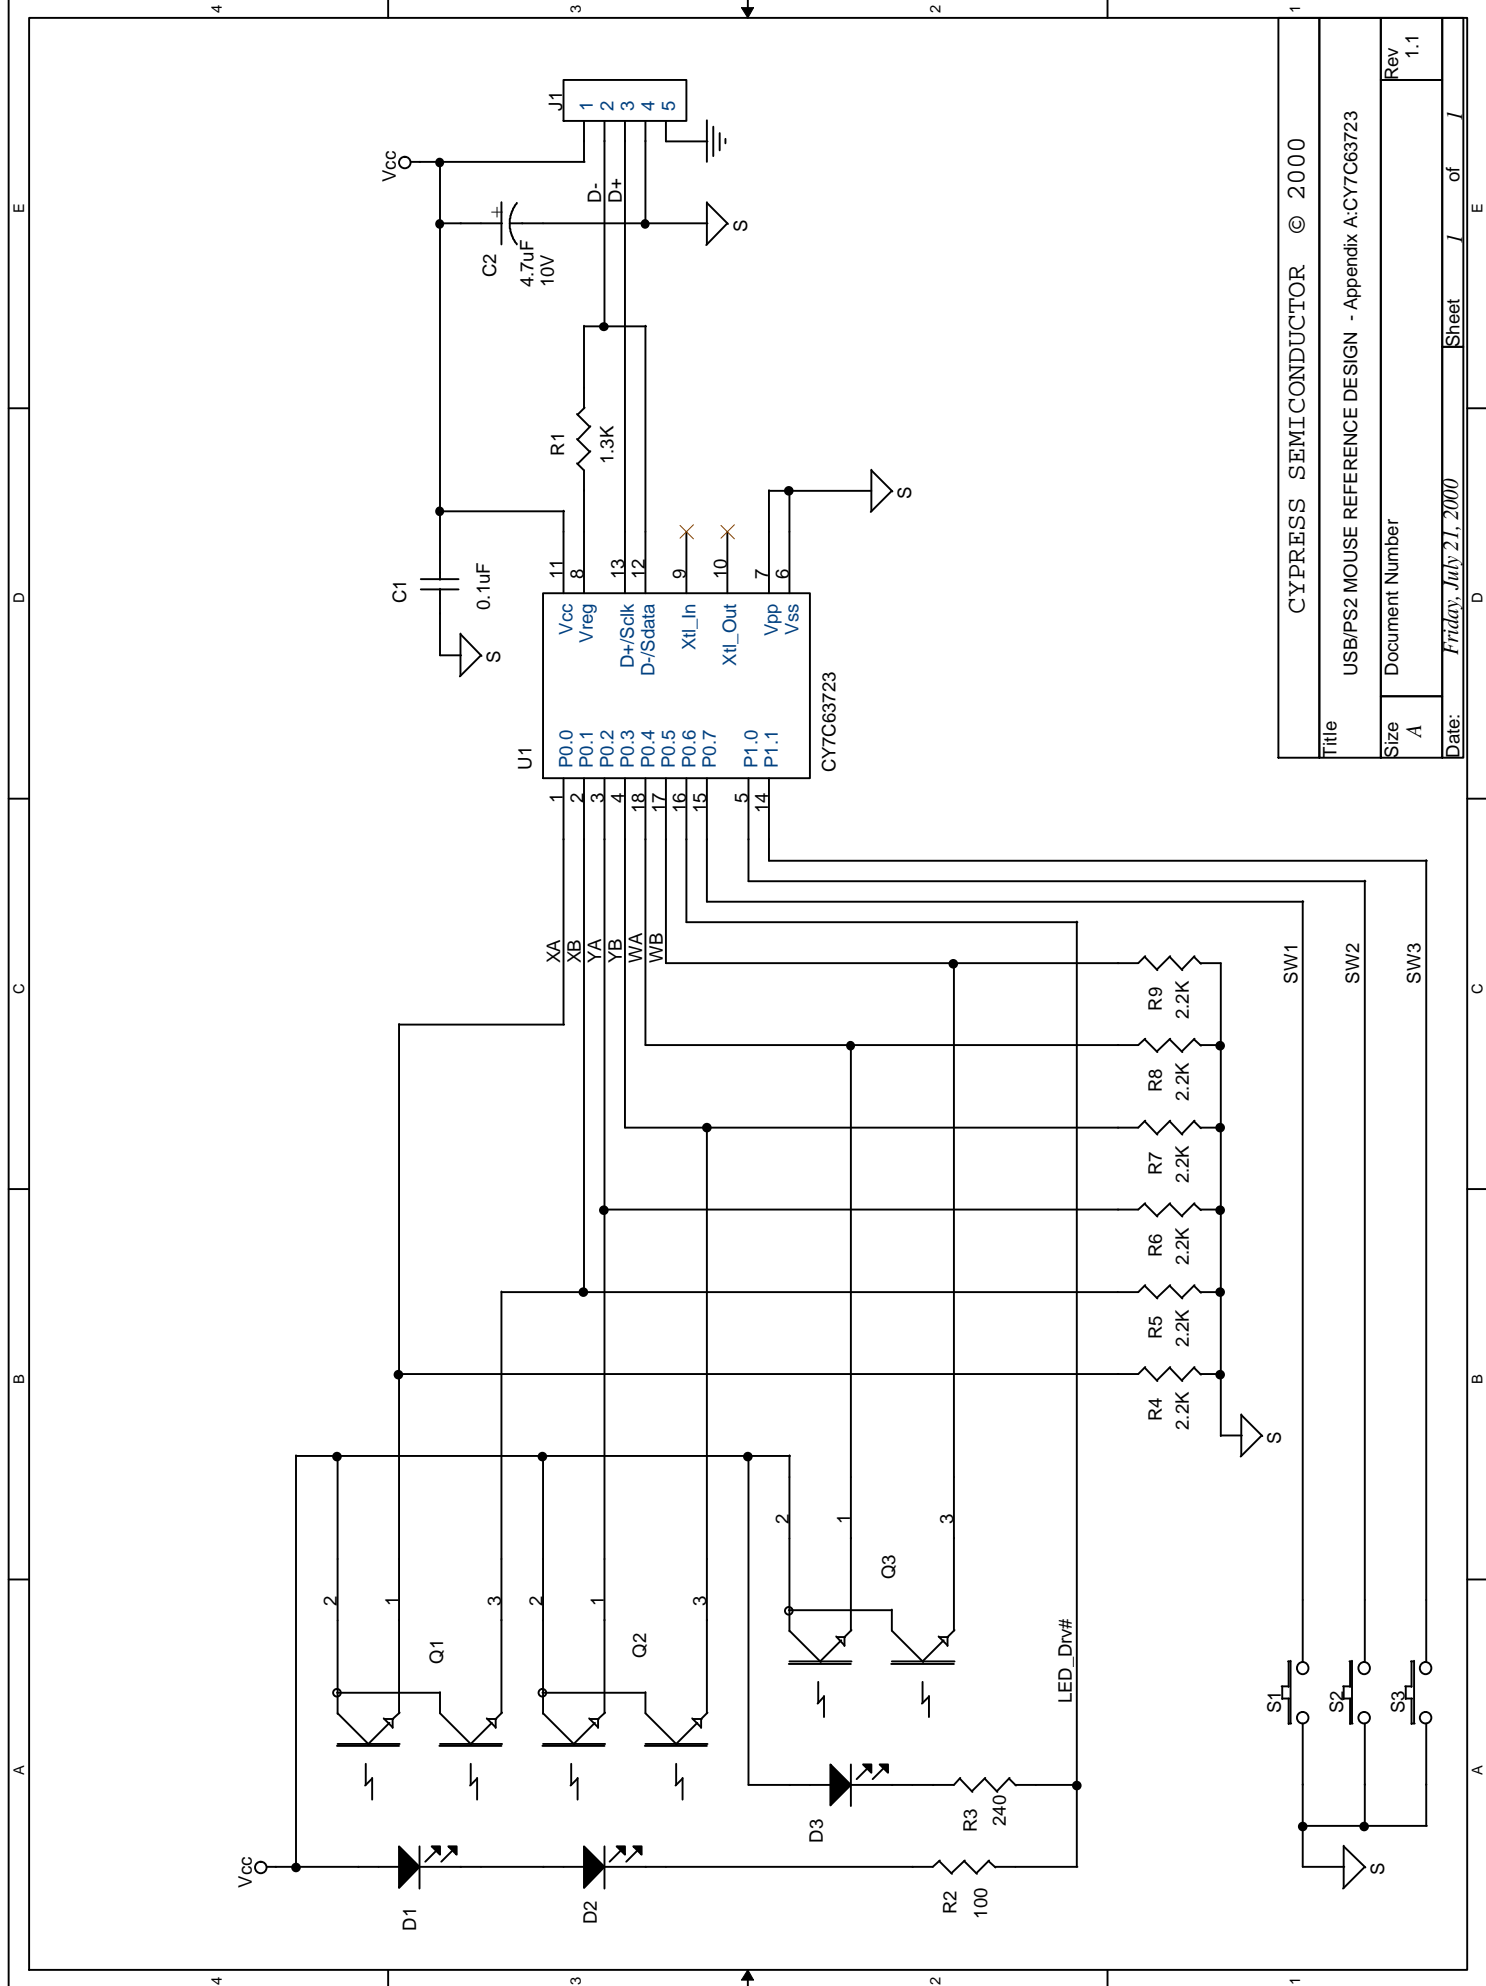 4
3
2
1
E
D
C
B
A
Vcc
J1
1
2
3
4
5
D-
D+
S
C2
+
4.7uF
10V
R1
1.3K
C1
0.1uF
S
S
11
8
13
12
9
10
7
6
Vcc
Vreg
D+/Sclk
D-/Sdata
Xtl_In
Xtl_Out
Vpp
Vss
U1
CY7C63723
P0.0
P0.1
P0.2
P0.3
P0.4
P0.5
P0.6
P0.7
P1.0
P1.1
1
2
3
4
18
17
16
15
5
14
XA
XB
YA
YB
WA
WB
R9
2.2K
R8
2.2K
R7
2.2K
R6
2.2K
R5
2.2K
R4
2.2K
S
SW1
SW2
SW3
2
1
3
Q1
2
1
3
Q2
2
1
3
Q3
LED_Drv#
S1
S2
S3
S
Vcc
D1
D2
D3
R3
240
R2
100
CYPRESS SEMICONDUCTOR © 2000
Title
USB/PS2 MOUSE REFERENCE DESIGN - Appendix A:CY7C63723
Size
A
Document Number
Rev
1.1
Date:
Friday, July 21, 2000
Sheet
1
of
1
4
3
2
1
E
D
C
B
A